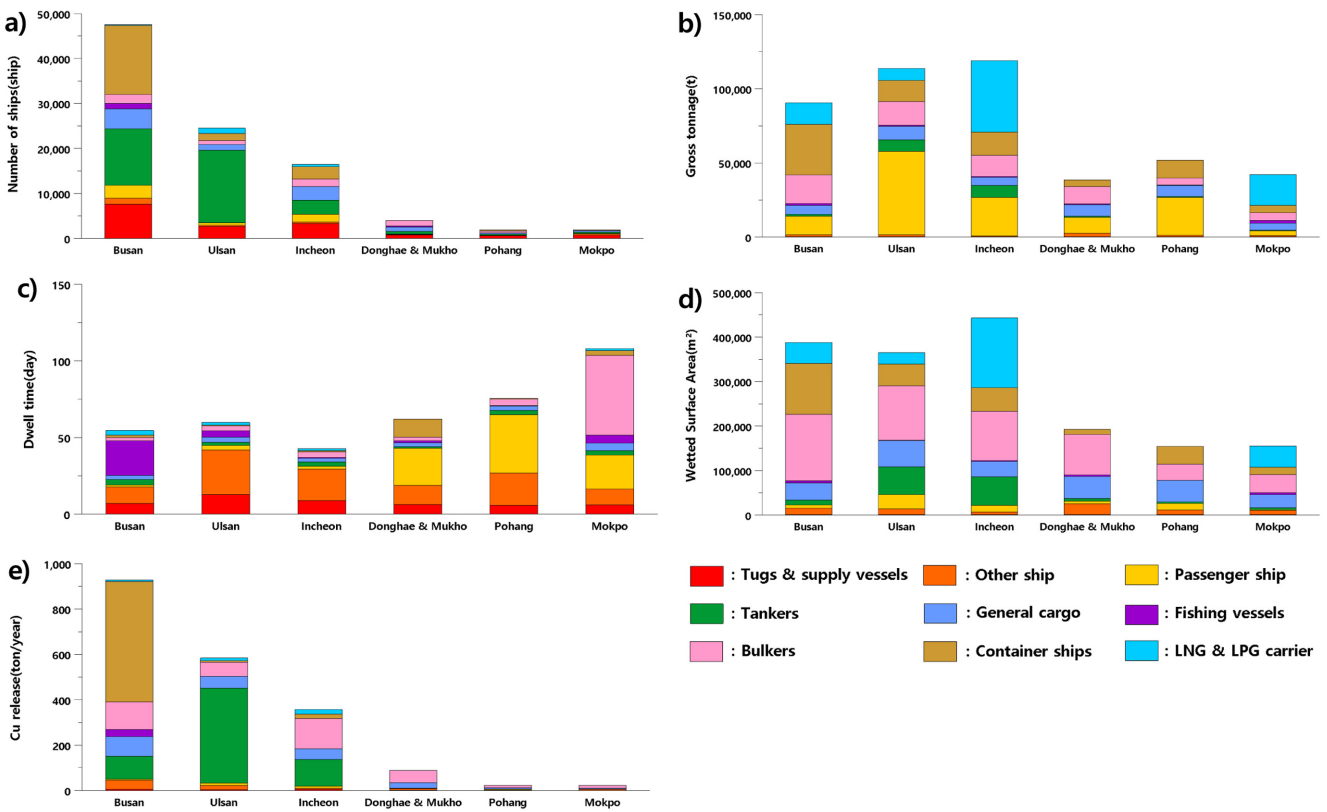 a)
Number of ships(ship)
50,000
40,000
30,000
20,000
10,000
0
Busan Ulsan Incheon Donghae & Mukho Pohang Mokpo
b)
Gross tonnage(t)
150,000
100,000
50,000
0
Busan Ulsan Incheon Donghae & Mukho Pohang Mokpo
c)
Dwell time(day)
150
100
50
0
Busan Ulsan Incheon Donghae & Mukho Pohang Mokpo
d)
Wetted Surface Area(m²)
500,000
400,000
300,000
200,000
100,000
0
Busan Ulsan Incheon Donghae & Mukho Pohang Mokpo
e)
Cu release(ton/year)
1,000
800
600
400
200
0
Busan Ulsan Incheon Donghae & Mukho Pohang Mokpo
: Tugs & supply vessels : Other ship : Passenger ship
: Tankers : General cargo : Fishing vessels
: Bulkers : Container ships : LNG & LPG carrier